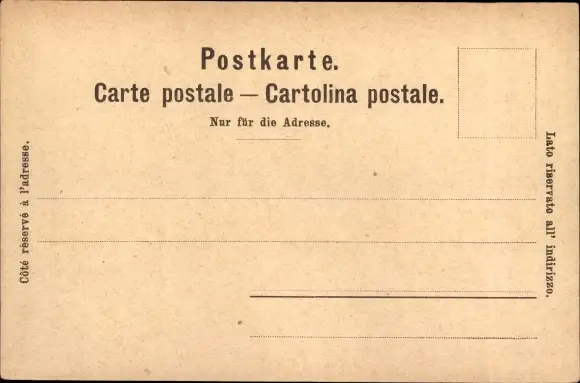 Postkarte.
Carte postale — Cartolina postale.
Nur für die Adresse.
Côté réservé à l'adresse.
Lato riservato all' indirizzo.